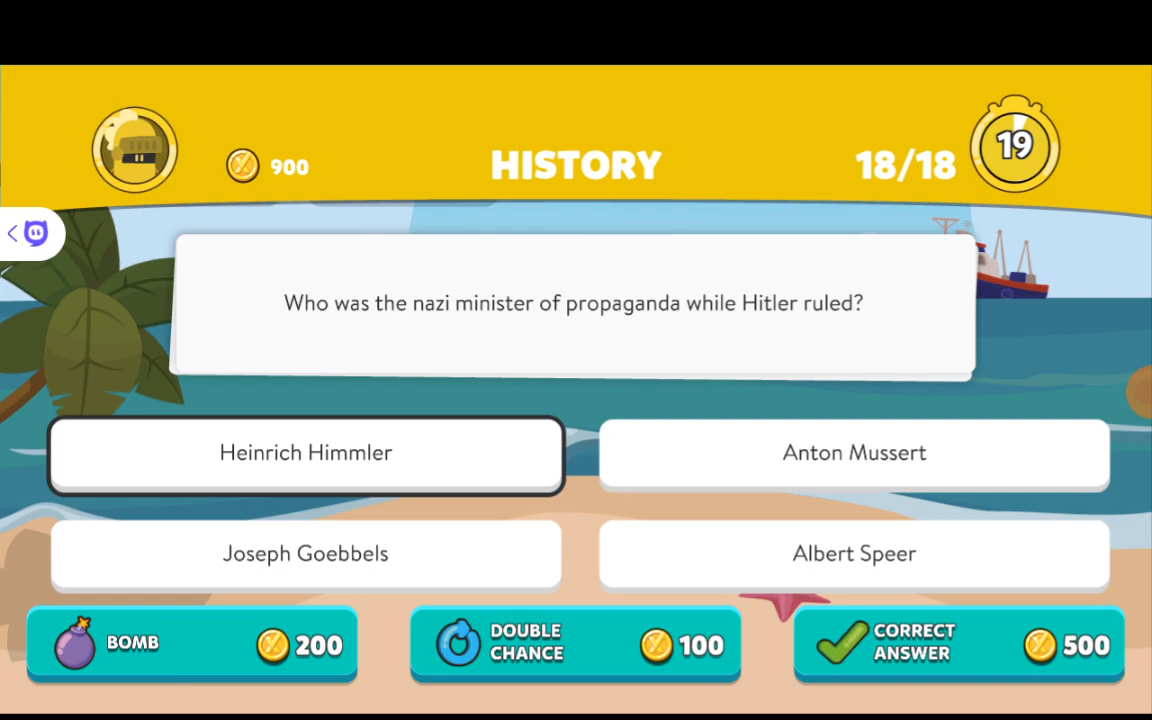 900
HISTORY
18/18
19
Who was the nazi minister of propaganda while Hitler ruled?
Heinrich Himmler
Anton Mussert
Joseph Goebbels
Albert Speer
BOMB
200
DOUBLE
CHANCE
100
CORRECT
ANSWER
500